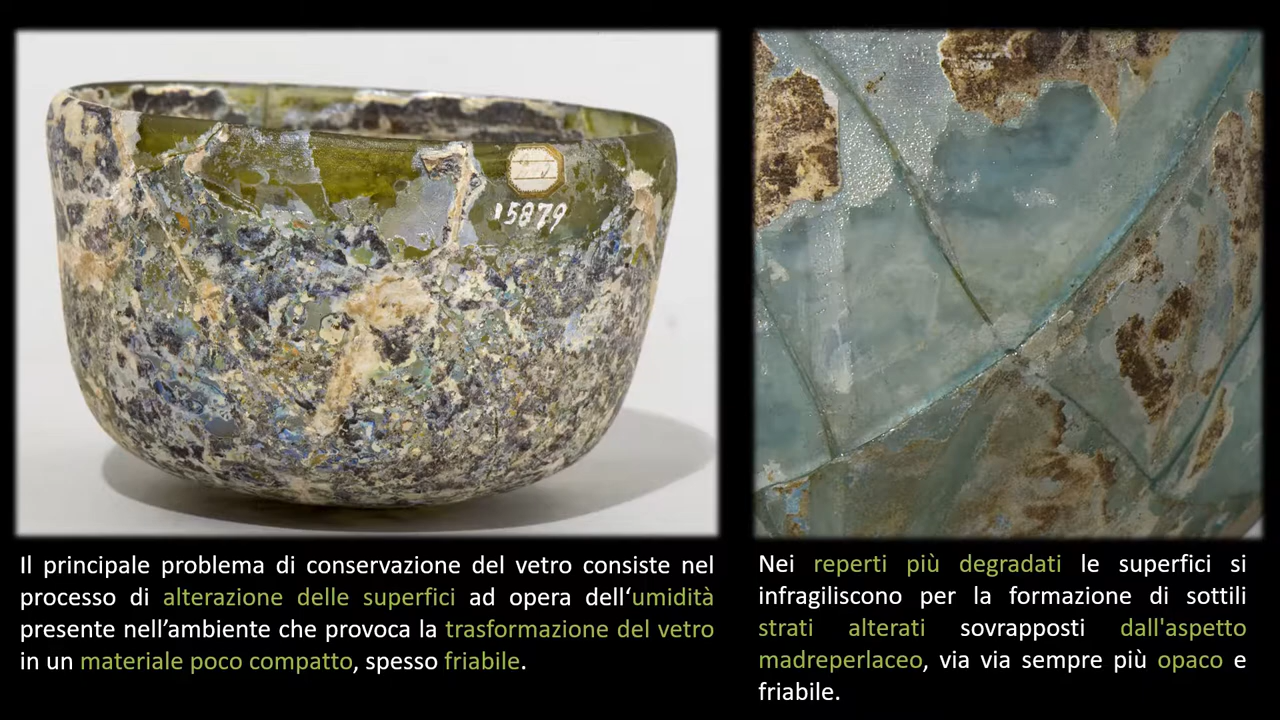 15879
Il principale problema di conservazione del vetro consiste nel
processo di alterazione delle superfici ad opera dell‘umidità
presente nell’ambiente che provoca la trasformazione del vetro
in un materiale poco compatto, spesso friabile.
Nei reperti più degradati le superfici si
infragiliscono per la formazione di sottili
strati alterati sovrapposti dall'aspetto
madreperlaceo, via via sempre più opaco e
friabile.